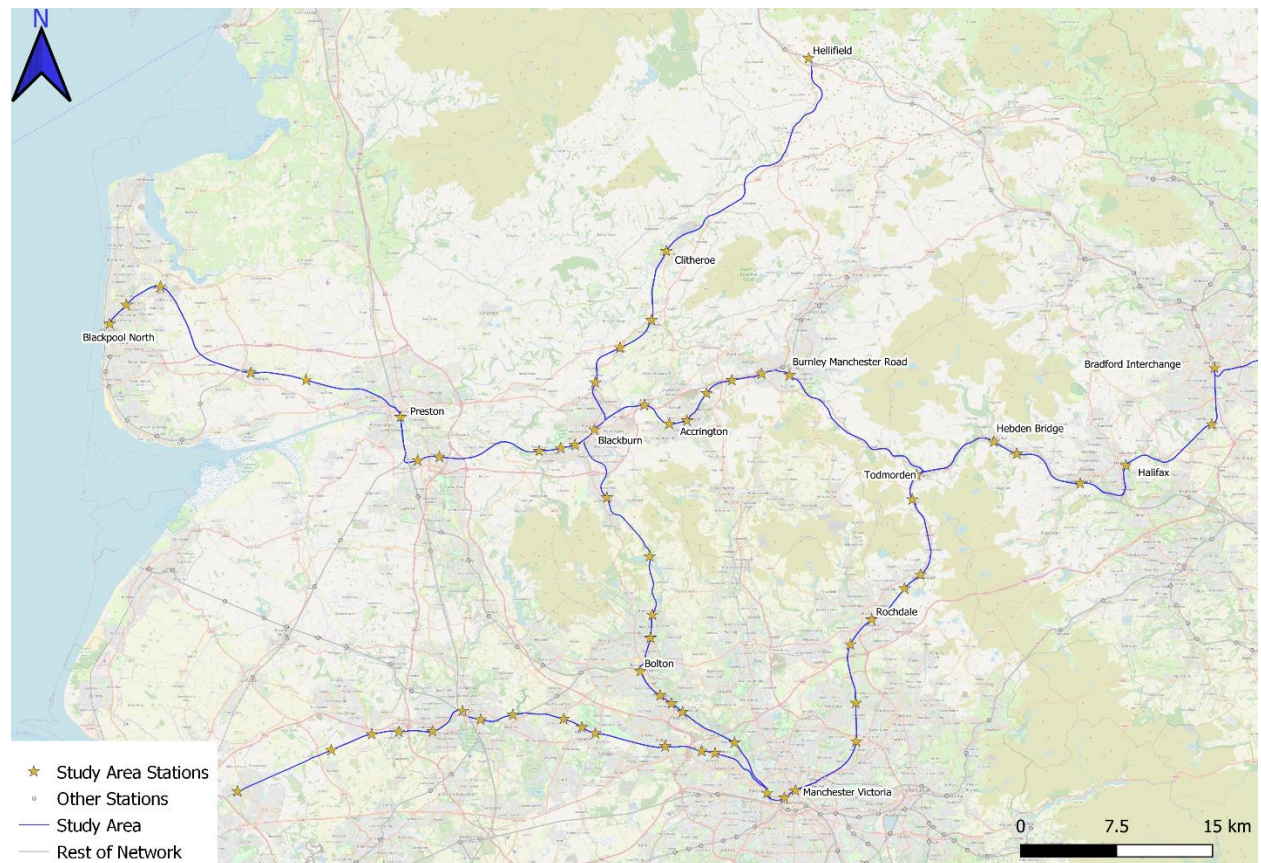 N
Hellifield
Clitheroe
Blackpool North
Burnley Manchester Road
Bradford Interchange
Preston
Accrington
Hebden Bridge
Blackburn
Todmorden
Halifax
Rochdale
Bolton
Manchester Victoria
Study Area Stations
Other Stations
Study Area
Rest of Network
0 7.5 15 km